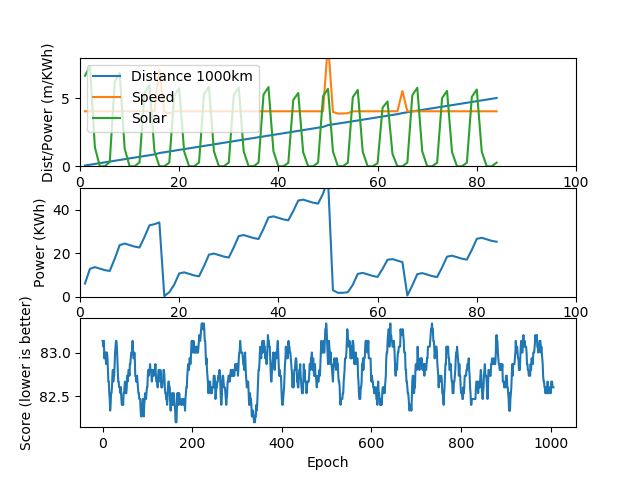 Dist/Power (m/KWh)
5
0
Distance 1000km
Speed
Solar
0 20 40 60 80 100
Power (KWh)
40
20
0
0 20 40 60 80 100
Score (lower is better)
83.0
82.5
0 200 400 600 800 1000
Epoch